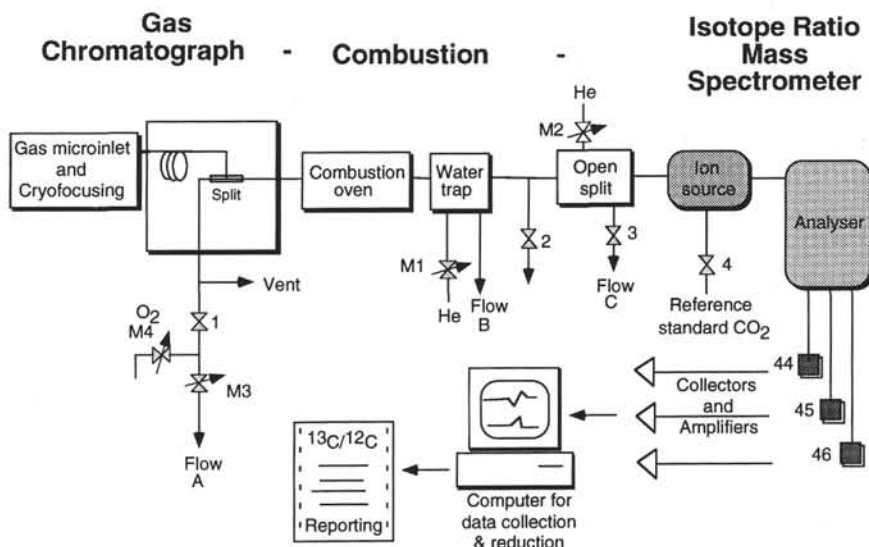 Gas
Chromatograph - Combustion -
Isotope Ratio
Mass
Spectrometer
Gas microinlet
and
Cryofocusing
Split
Combustion
oven
Water
trap
He
M2
Open
split
Ion
source
Analyser
M1
He
Flow
B
2
3
Flow
C
4
Reference
standard CO₂
Vent
1
O₂
M4
M3
Flow
A
44
45
46
Collectors
and
Amplifiers
¹³C/¹²C
Reporting
Computer for
data collection
& reduction